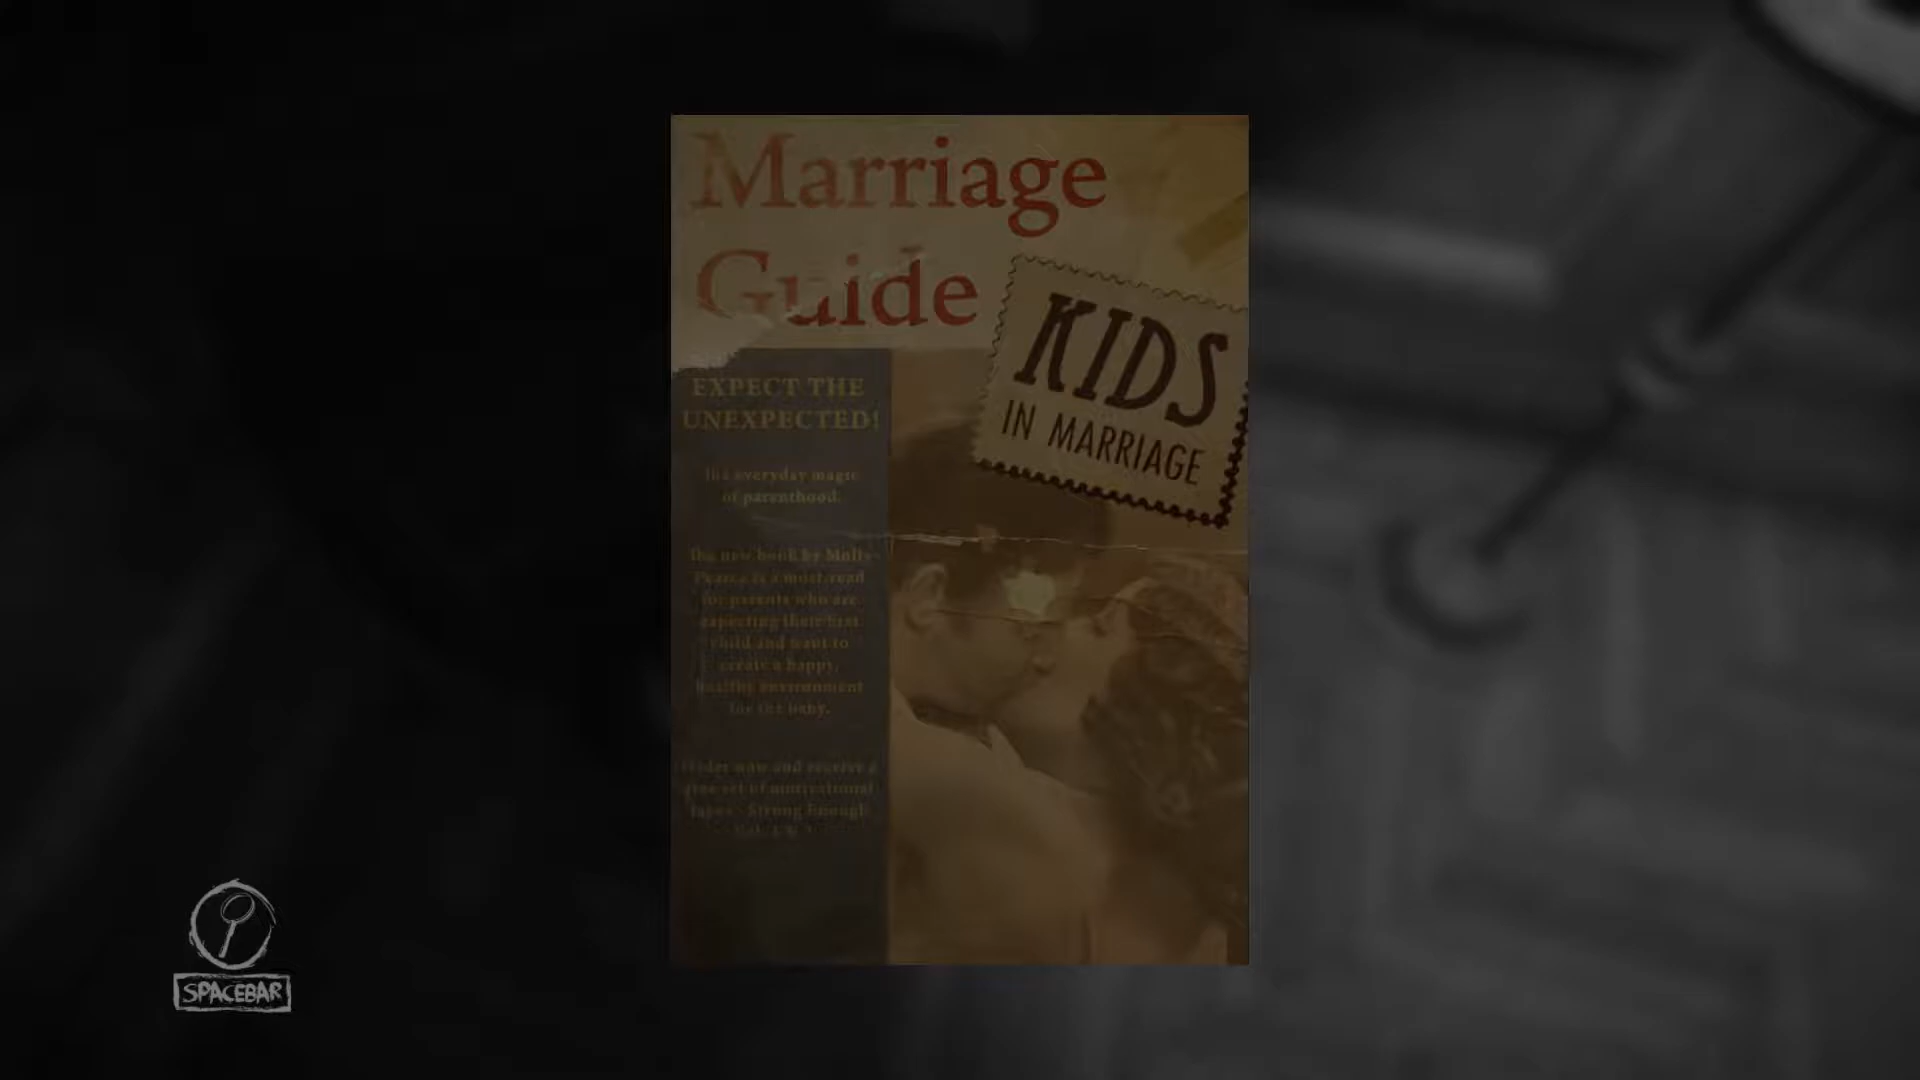 Marriage
Guide
KIDS
IN MARRIAGE
EXPECT THE
UNEXPECTED!
The everyday magic
of parenthood.
The new book by Molly
Pearce is a must read
for parents who are
expecting their first
child and want to
create a happy,
healthy environment
for the baby.
Order now and receive a
free set of motivational
tapes - Strong Enough
SPACEBAR